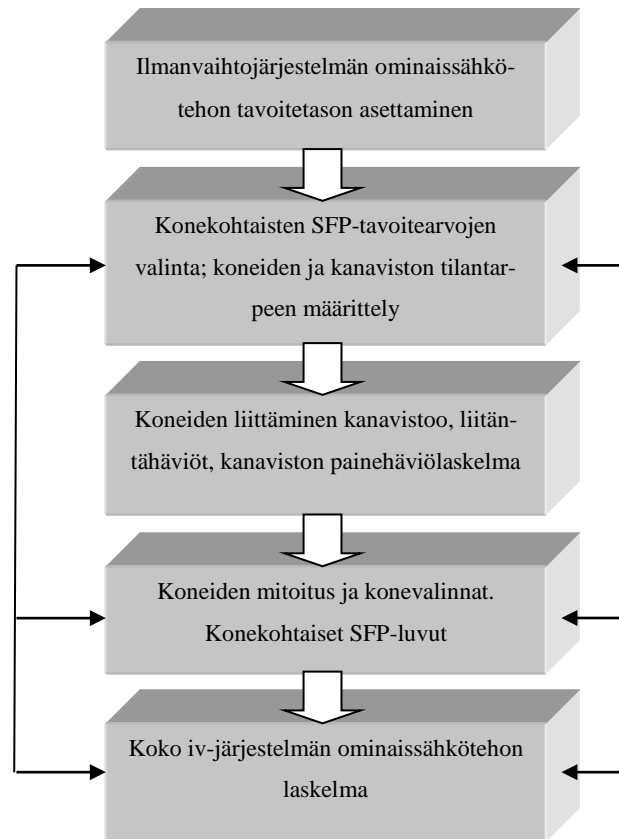 Ilmanvaihtojärjestelmän ominaissähkö-
tehon tavoitetason asettaminen
Konekohtaisten SFP-tavoitearvojen
valinta; koneiden ja kanaviston tilantar-
peen määrittely
Koneiden liittäminen kanavistoo, liitän-
tähäviöt, kanaviston painehäviölaskelma
Koneiden mitoitus ja konevalinnat.
Konekohtaiset SFP-luvut
Koko iv-järjestelmän ominaissähkötehon
laskelma